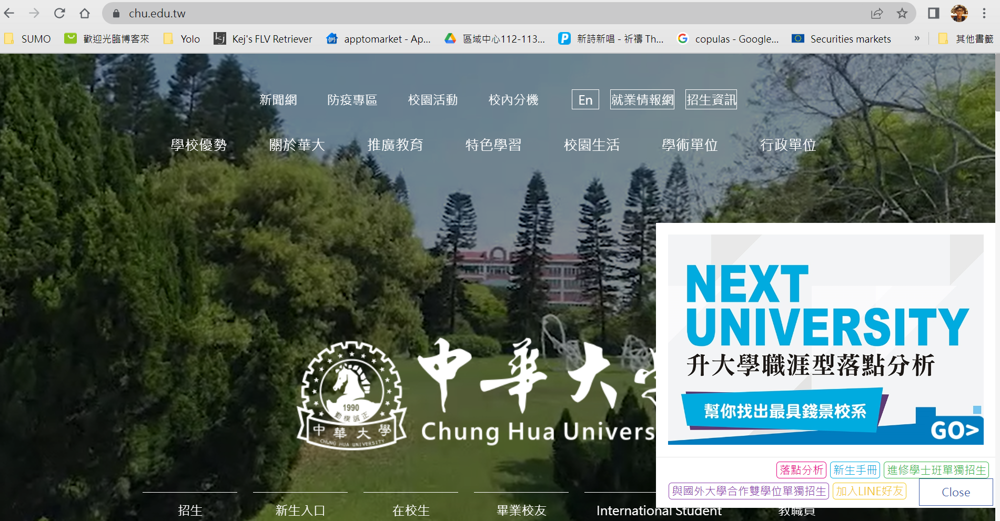 chu.edu.tw
SUMO 歡迎光臨博客來 Yolo Kej's FLV Retriever apptomarket - Ap... 區域中心112-113... 新詩新唱 - 祈禱 Th... copulas - Google... Securities markets » 其他書籤
新聞網 防疫專區 校園活動 校內分機 En 就業情報網 招生資訊
學校優勢 關於華大 推廣教育 特色學習 校園生活 學術單位 行政單位
NEXT
UNIVERSITY
升大學職涯型落點分析
幫你找出最具錢景校系
GO>
中華大學
Chung Hua Univers
1990
勤樸誠正
中華大學
CHUNG HUA UNIVERSITY
落點分析 新生手冊 進修學士班單獨招生
與國外大學合作雙學位單獨招生 加入LINE好友
Close
招生 新生入口 在校生 畢業校友 International Student 教職員